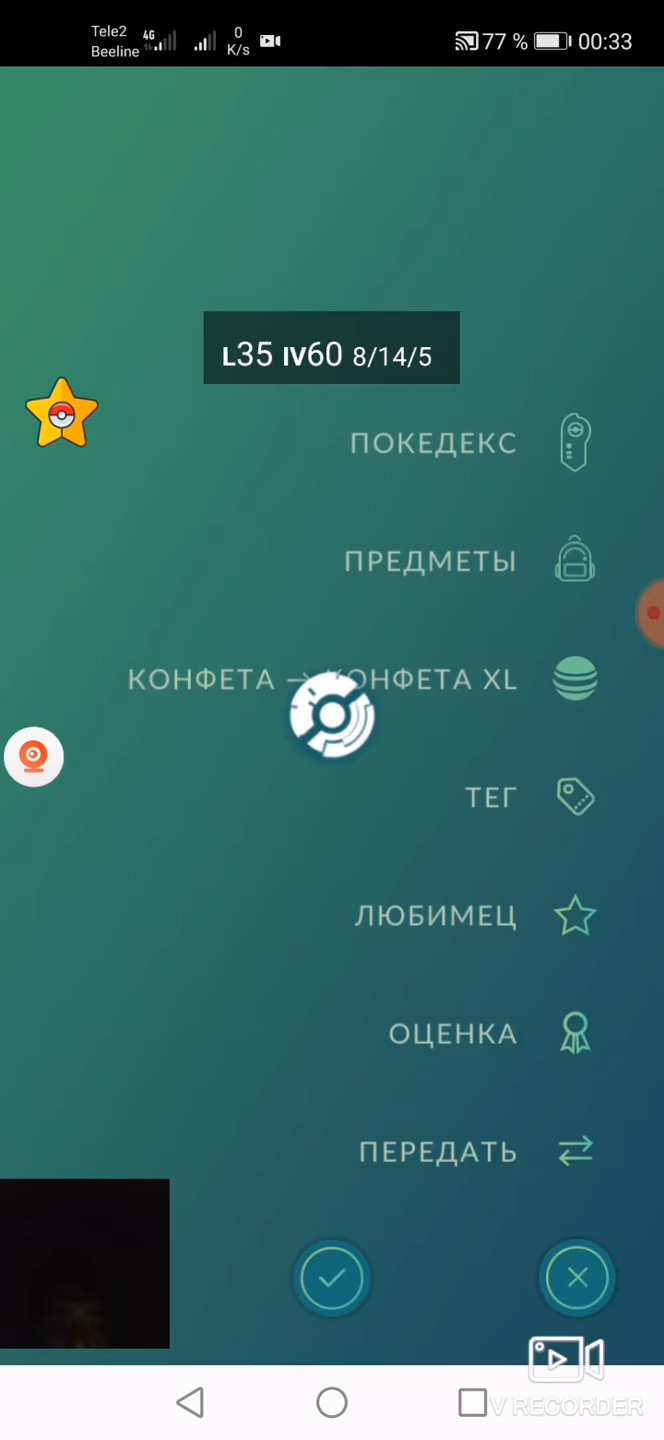 Tele2
Beeline
4G
0
K/s
77 %
00:33
L35 IV60 8/14/5
ПОКЕДЕКС
ПРЕДМЕТЫ
КОНФЕТА → КОНФЕТА XL
ТЕГ
ЛЮБИМЕЦ
ОЦЕНКА
ПЕРЕДАТЬ
V RECORDER